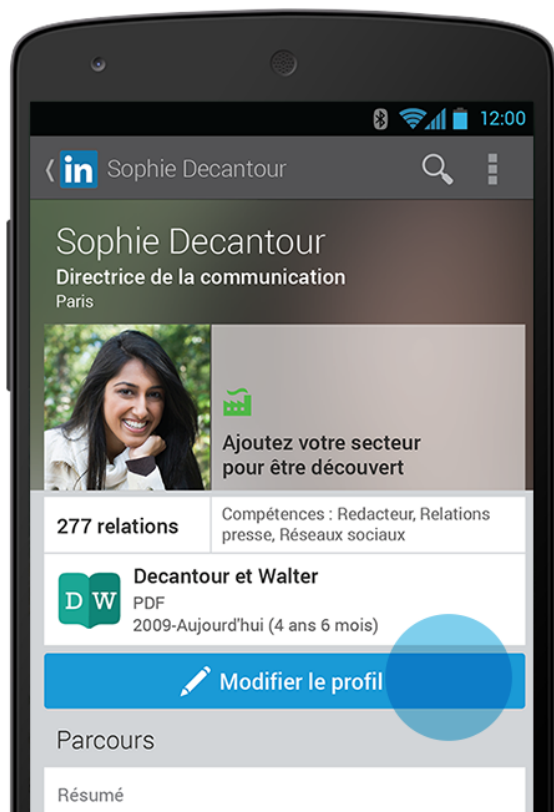 12:00
in Sophie Decantour
Sophie Decantour
Directrice de la communication
Paris
Ajoutez votre secteur
pour être découvert
277 relations
Compétences : Redacteur, Relations
presse, Réseaux sociaux
D W
Decantour et Walter
PDF
2009-Aujourd'hui (4 ans 6 mois)
Modifier le profil
Parcours
Résumé